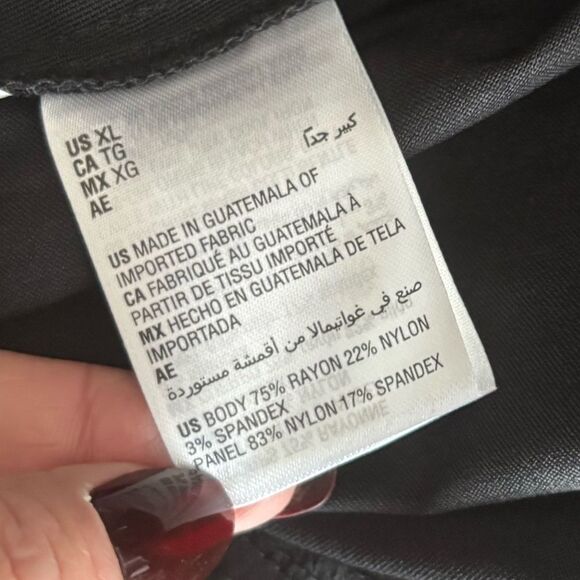 US XL
CA TG
MX XG
AE كبير جدًا
US MADE IN GUATEMALA OF
IMPORTED FABRIC
CA FABRIQUÉ AU GUATEMALA À
PARTIR DE TISSU IMPORTÉ
MX HECHO EN GUATEMALA DE TELA
IMPORTADA
AE
صنع في غواتيمالا من أقمشة مستوردة
US BODY 75% RAYON 22% NYLON
3% SPANDEX
PANEL 83% NYLON 17% SPANDEX